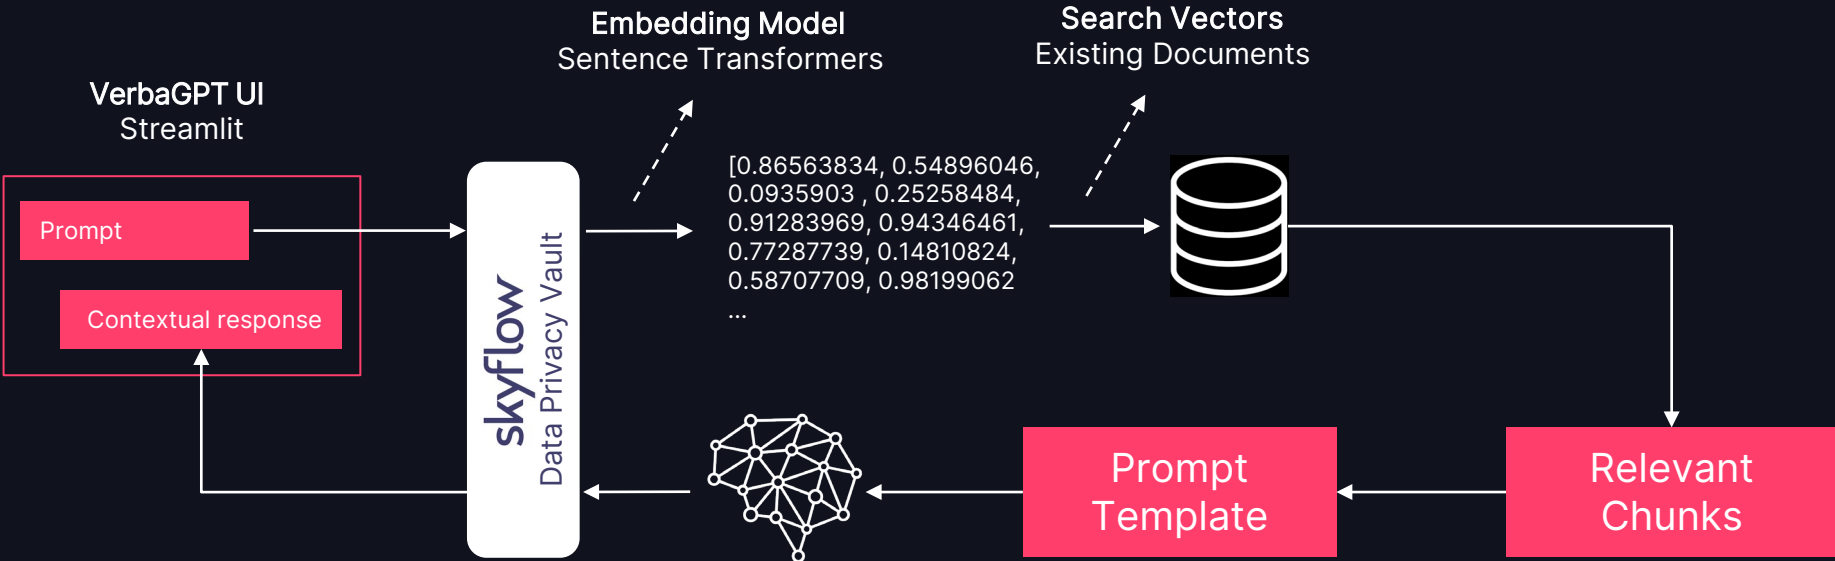 Embedding Model
Sentence Transformers
Search Vectors
Existing Documents
VerbaGPT UI
Streamlit
Prompt
Contextual response
skyflow
Data Privacy Vault
[0.86563834, 0.54896046,
0.0935903 , 0.25258484,
0.91283969, 0.94346461,
0.77287739, 0.14810824,
0.58707709, 0.98199062
...
Prompt
Template
Relevant
Chunks